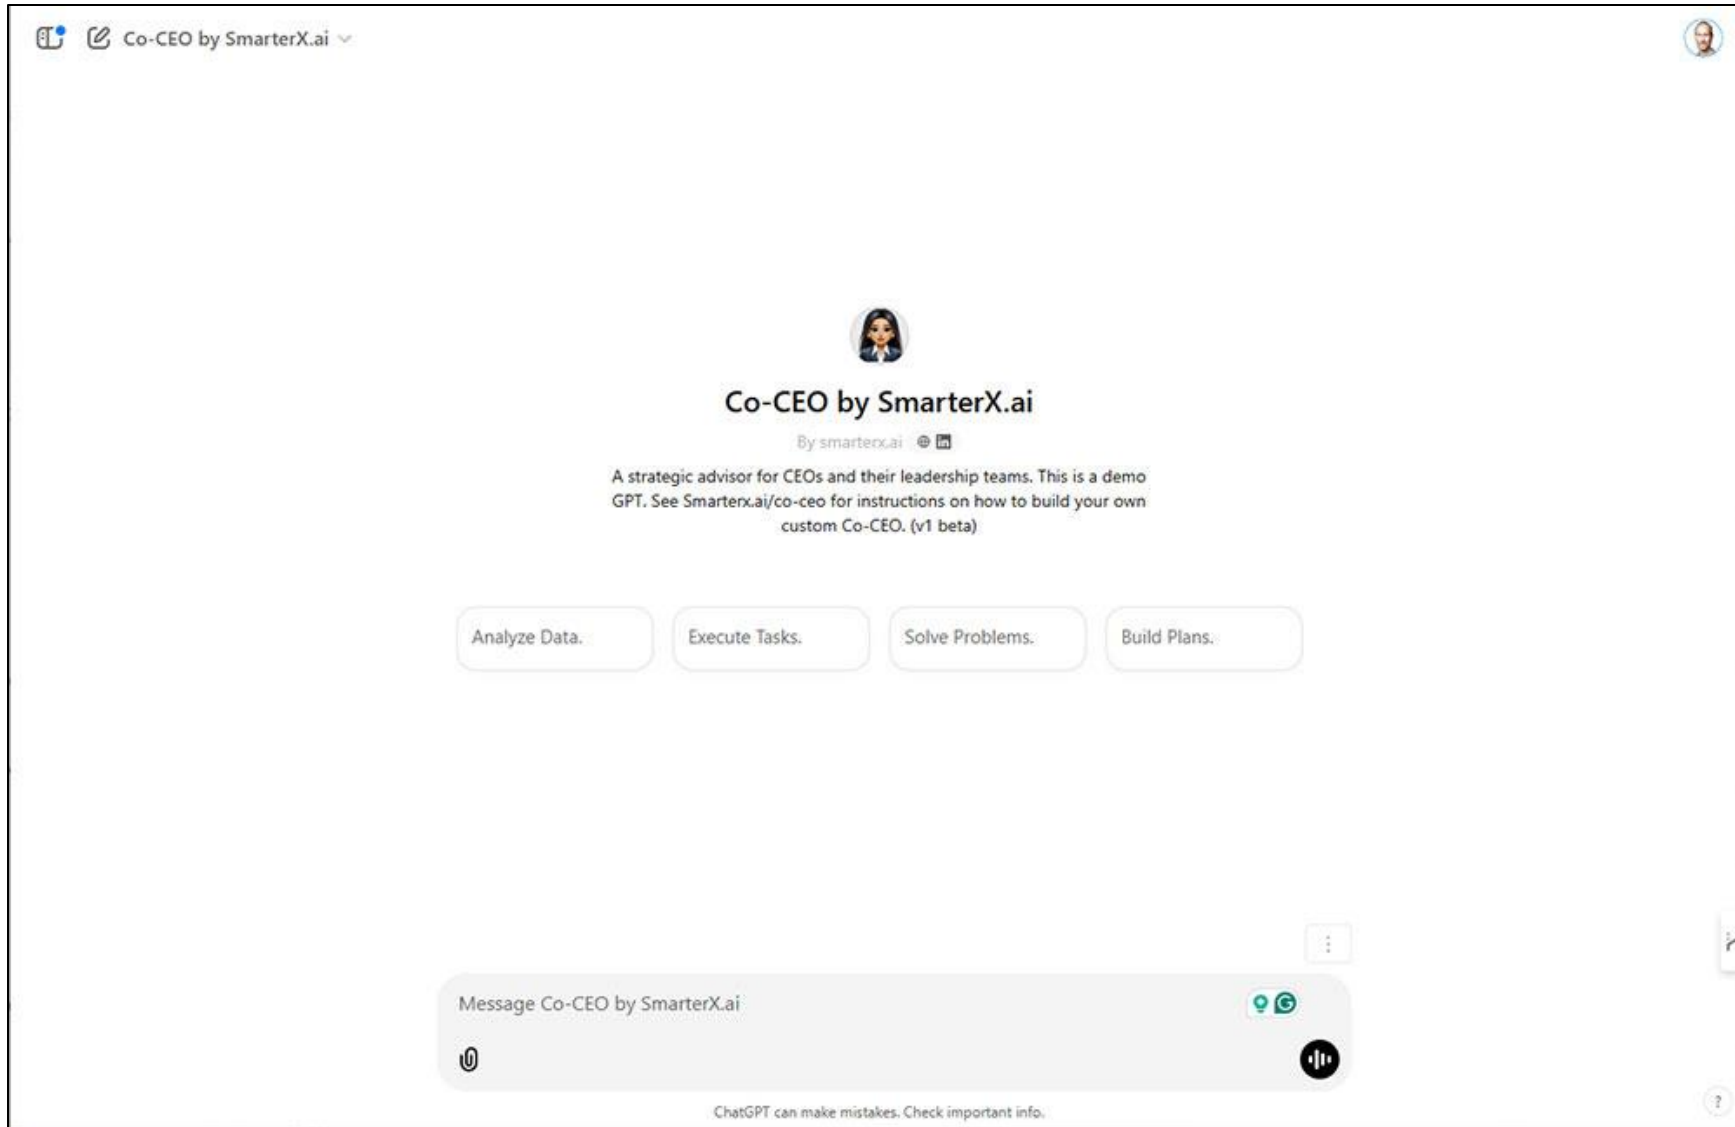 Co-CEO by SmarterX.ai
Co-CEO by SmarterX.ai
By smarterx.ai
A strategic advisor for CEOs and their leadership teams. This is a demo
GPT. See Smarterx.ai/co-ceo for instructions on how to build your own
custom Co-CEO. (v1 beta)
Analyze Data.
Execute Tasks.
Solve Problems.
Build Plans.
Message Co-CEO by SmarterX.ai
ChatGPT can make mistakes. Check important info.
?